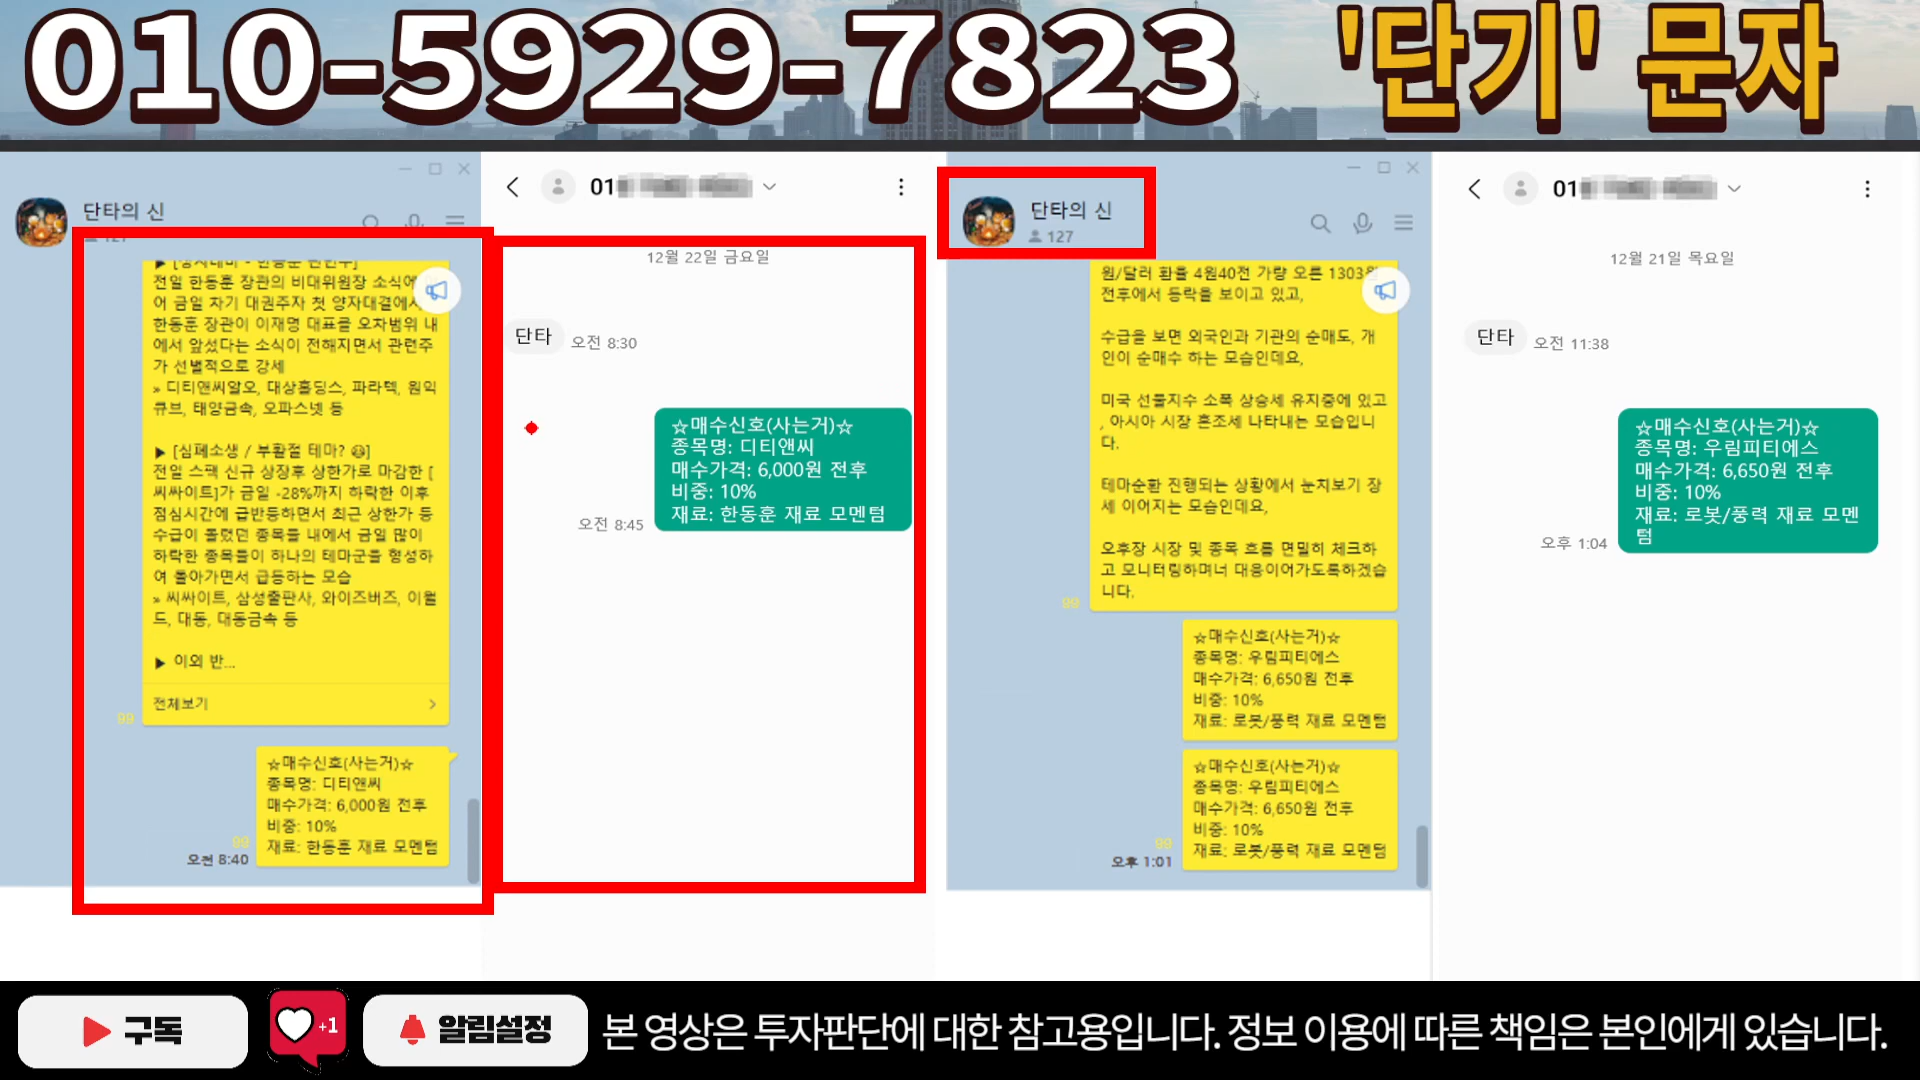 010-5929-7823 '단기' 문자
단타의 신
127
전일 한동훈 장관의 비대위원장 소식에
어 금일 차기 대권주자 첫 양자대결에서
한동훈 장관이 이재명 대표를 오차범위 내
에서 앞섰다는 소식이 전해지면서 관련주
가 선별적으로 강세
» 디티앤씨알오, 대상홀딩스, 파라텍, 원익
큐브, 태양금속, 오파스넷 등
▶ [심폐소생 / 부활절 테마? 😆]
전일 스팩 신규 상장후 상한가로 마감한 [
씨싸이트]가 금일 -28%까지 하락한 이후
점심시간에 급반등하면서 최근 상한가 등
수급이 몰렸던 종목들 내에서 금일 많이
하락한 종목들이 하나의 테마군을 형성하
여 돌아가면서 급등하는 모습
» 씨싸이트, 삼성출판사, 와이즈버즈, 이월
드, 대동, 대동금속 등
▶ 이외 반...
전체보기
99
☆매수신호(사는거)☆
종목명: 디티앤씨
매수가격: 6,000원 전후
비중: 10%
재료: 한동훈 재료 모멘텀
99
오전 8:40
01
12월 22일 금요일
단타
오전 8:30
☆매수신호(사는거)☆
종목명: 디티앤씨
매수가격: 6,000원 전후
비중: 10%
재료: 한동훈 재료 모멘텀
오전 8:45
단타의 신
127
원/달러 환율 4원40전 가량 오른 1303원
전후에서 등락을 보이고 있고,
수급을 보면 외국인과 기관의 순매도, 개
인이 순매수 하는 모습인데요,
미국 선물지수 소폭 상승세 유지중에 있고
, 아시아 시장 혼조세 나타내는 모습입니
다.
테마순환 진행되는 상황에서 눈치보기 장
세 이어지는 모습인데요,
오후장 시장 및 종목 흐름 면밀히 체크하
고 모니터링하며너 대응이어가도록하겠습
니다.
99
☆매수신호(사는거)☆
종목명: 우림피티에스
매수가격: 6,650원 전후
비중: 10%
재료: 로봇/풍력 재료 모멘텀
☆매수신호(사는거)☆
종목명: 우림피티에스
매수가격: 6,650원 전후
비중: 10%
재료: 로봇/풍력 재료 모멘텀
99
오후 1:01
01
12월 21일 목요일
단타
오전 11:38
☆매수신호(사는거)☆
종목명: 우림피티에스
매수가격: 6,650원 전후
비중: 10%
재료: 로봇/풍력 재료 모멘
텀
오후 1:04
구독
+1
알림설정
본 영상은 투자판단에 대한 참고용입니다. 정보 이용에 따른 책임은 본인에게 있습니다.